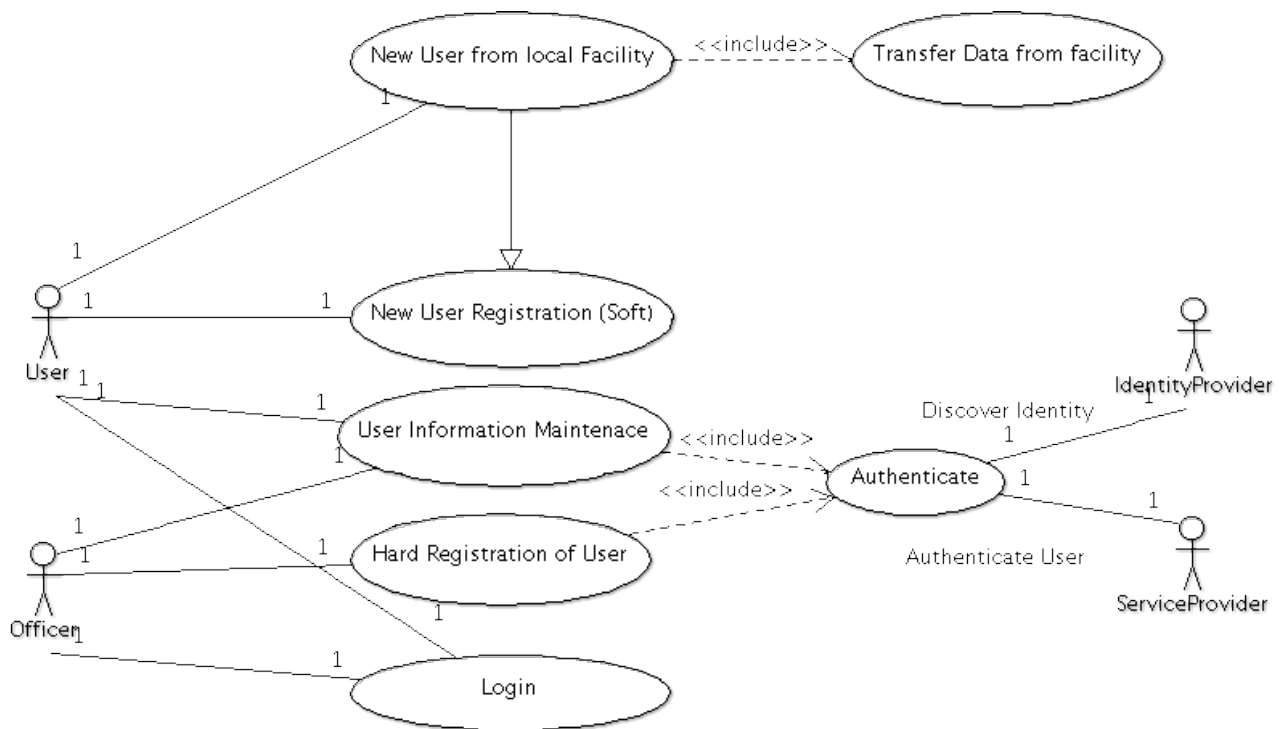 New User from local Facility
<<include>>
Transfer Data from facility
1
1
New User Registration (Soft)
1
1
User
1
1
1
User Information Maintenace
<<include>>
1
IdentityProvider
1
Discover Identity
1
Authenticate
1
1
<<include>>
1
1
Hard Registration of User
1
Authenticate User
ServiceProvider
Officer
1
1
1
Login